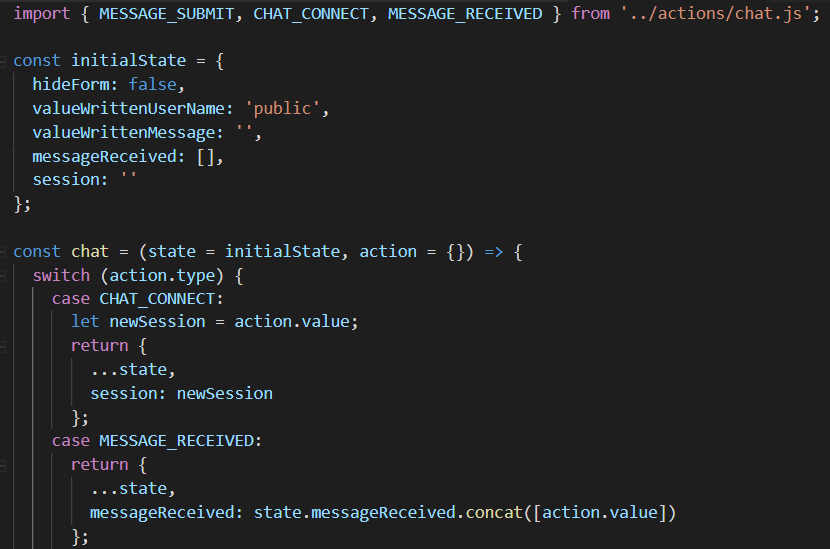 import { MESSAGE_SUBMIT, CHAT_CONNECT, MESSAGE_RECEIVED } from '../actions/chat.js';

const initialState = {
  hideForm: false,
  valueWrittenUserName: 'public',
  valueWrittenMessage: '',
  messageReceived: [],
  session: ''
};

const chat = (state = initialState, action = {}) => {
  switch (action.type) {
    case CHAT_CONNECT:
      let newSession = action.value;
      return {
        ...state,
        session: newSession
      };
    case MESSAGE_RECEIVED:
      return {
        ...state,
        messageReceived: state.messageReceived.concat([action.value])
      };